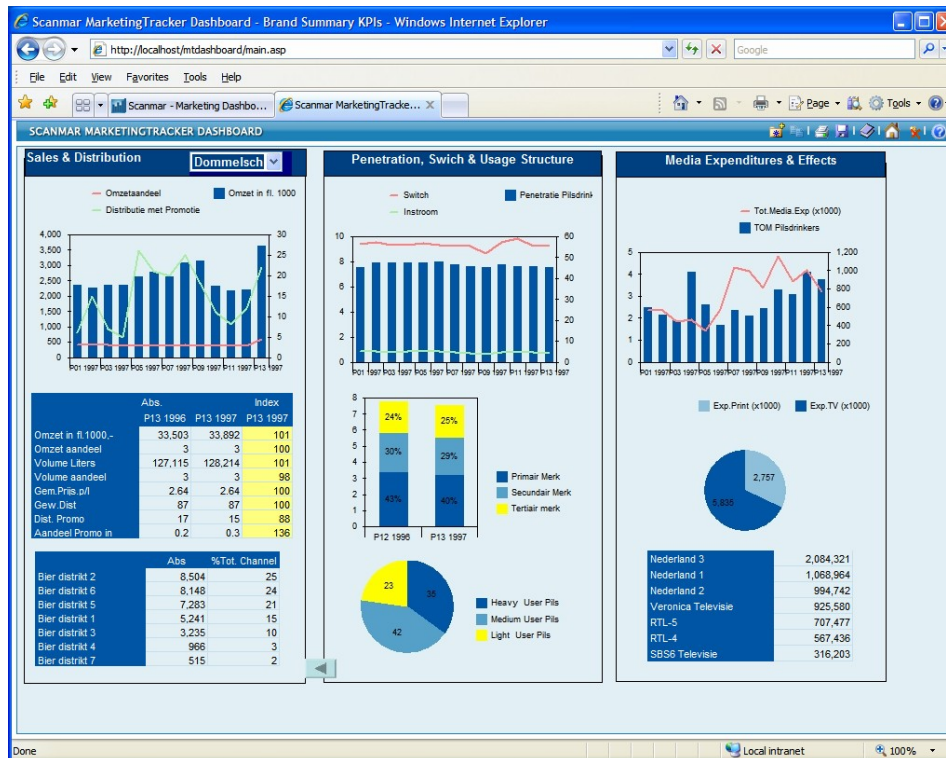 Scanmar MarketingTracker Dashboard - Brand Summary KPIs - Windows Internet Explorer
http://localhost/mtdashboard/main.asp
Google
File Edit View Favorites Tools Help
Scanmar - Marketing Dashbo...
Scanmar MarketingTracke...
Page
Tools
SCANMAR MARKETINGTRACKER DASHBOARD
Sales & Distribution
Dommelsch
Omzetaandeel
Omzet in fl. 1000
Distributie met Promotie
4,000 30
3,500 25
3,000
2,500 20
2,000 15
1,500 10
1,000
500 5
0 0
P01 1997 P03 1997 P05 1997 P07 1997 P09 1997 P11 1997 P13 1997
Abs. Index
P13 1996 P13 1997 P13 1997
Omzet in fl.1000,- 33,503 33,892 101
Omzet aandeel 3 3 100
Volume Liters 127,115 128,214 101
Volume aandeel 3 3 98
Gem.Prijs.p/l 2.64 2.64 100
Gew.Dist 87 87 100
Dist. Promo 17 15 88
Aandeel Promo in 0.2 0.3 136
Abs %Tot. Channel
Bier distrikt 2 8,504 25
Bier distrikt 6 8,148 24
Bier distrikt 5 7,283 21
Bier distrikt 1 5,241 15
Bier distrikt 3 3,235 10
Bier distrikt 4 966 3
Bier distrikt 7 515 2
Penetration, Swich & Usage Structure
Switch
Penetratie Pilsdrink
Instroom
10 60
8 50
6 40
4 30
2 20
0 10
0
P01 1997 P03 1997 P05 1997 P07 1997 P09 1997 P11 1997 P13 1997
8
7
6
5
4
3
2
1
0
24% 25%
30% 29%
43% 40%
P12 1996 P13 1997
Primair Merk
Secundair Merk
Tertiair merk
23
35
42
Heavy User Pils
Medium User Pils
Light User Pils
Media Expenditures & Effects
Tot.Media.Exp (x1000)
TOM Pilsdrinkers
5 1,200
4 1,000
3 800
2 600
1 400
0 200
0
P01 1997 P03 1997 P05 1997 P07 1997 P09 1997 P11 1997 P13 1997
Exp.Print (x1000) Exp.TV (x1000)
2,757
5,835
Nederland 3 2,084,321
Nederland 1 1,068,964
Nederland 2 994,742
Veronica Televisie 925,580
RTL-5 707,477
RTL-4 567,436
SBS6 Televisie 316,203
Done
Local intranet
100%